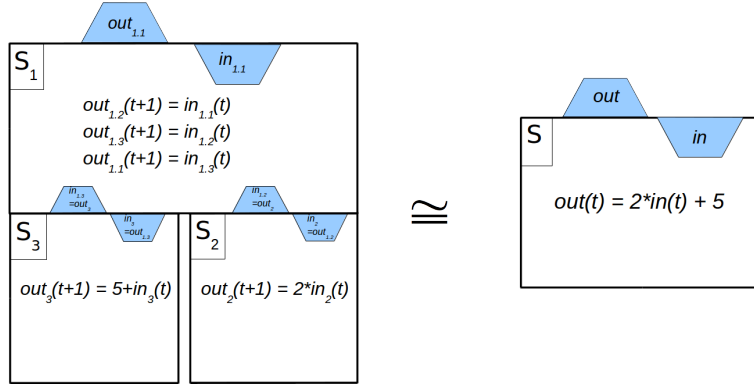 out₁.₁
S₁
in₁.₁
out₁.₂(t+1) = in₁.₁(t)
out₁.₃(t+1) = in₁.₂(t)
out₁.₁(t+1) = in₁.₃(t)
in₁.₃
=out₃
in₃
=out₁.₃
in₁.₂
=out₂
in₂
=out₁.₂
S₃
out₃(t+1) = 5+in₃(t)
S₂
out₂(t+1) = 2*in₂(t)
≅
out
S
in
out(t) = 2*in(t) + 5